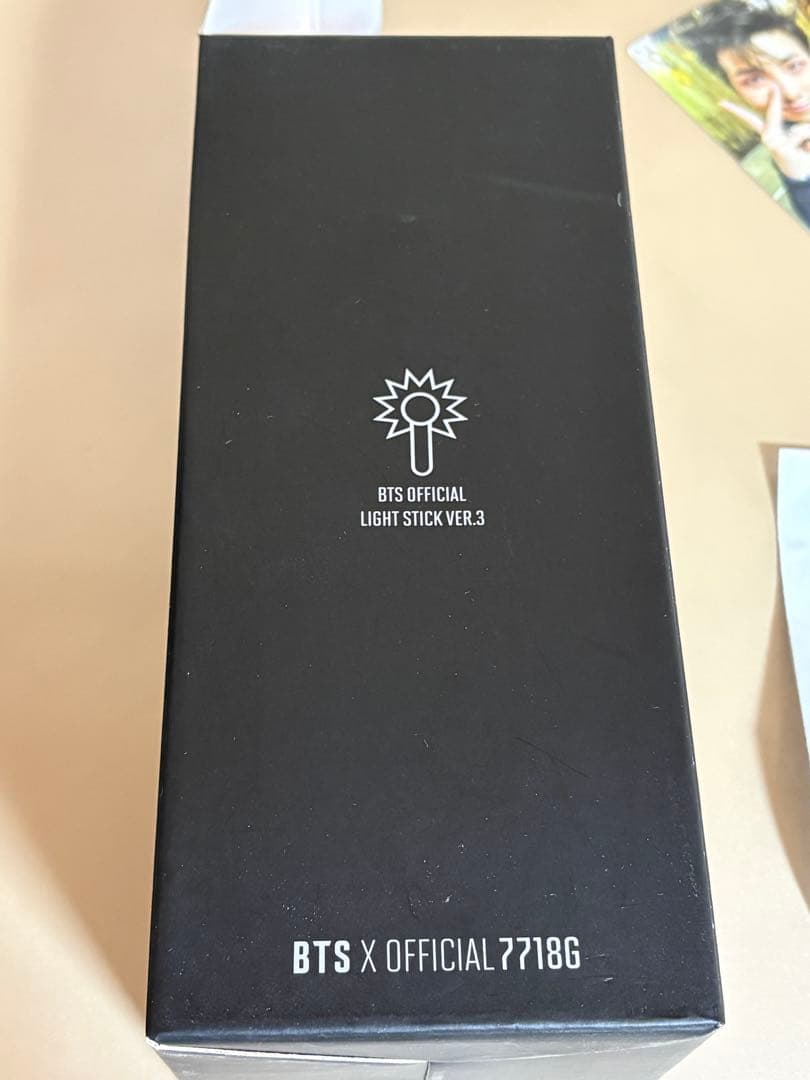 BTS OFFICIAL
LIGHT STICK VER.3
BTS X OFFICIAL 7718G